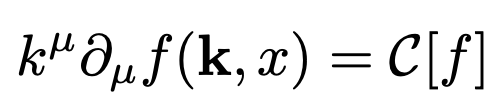 k^μ ∂_μ f(𝐤, x) = 𝒞[f]